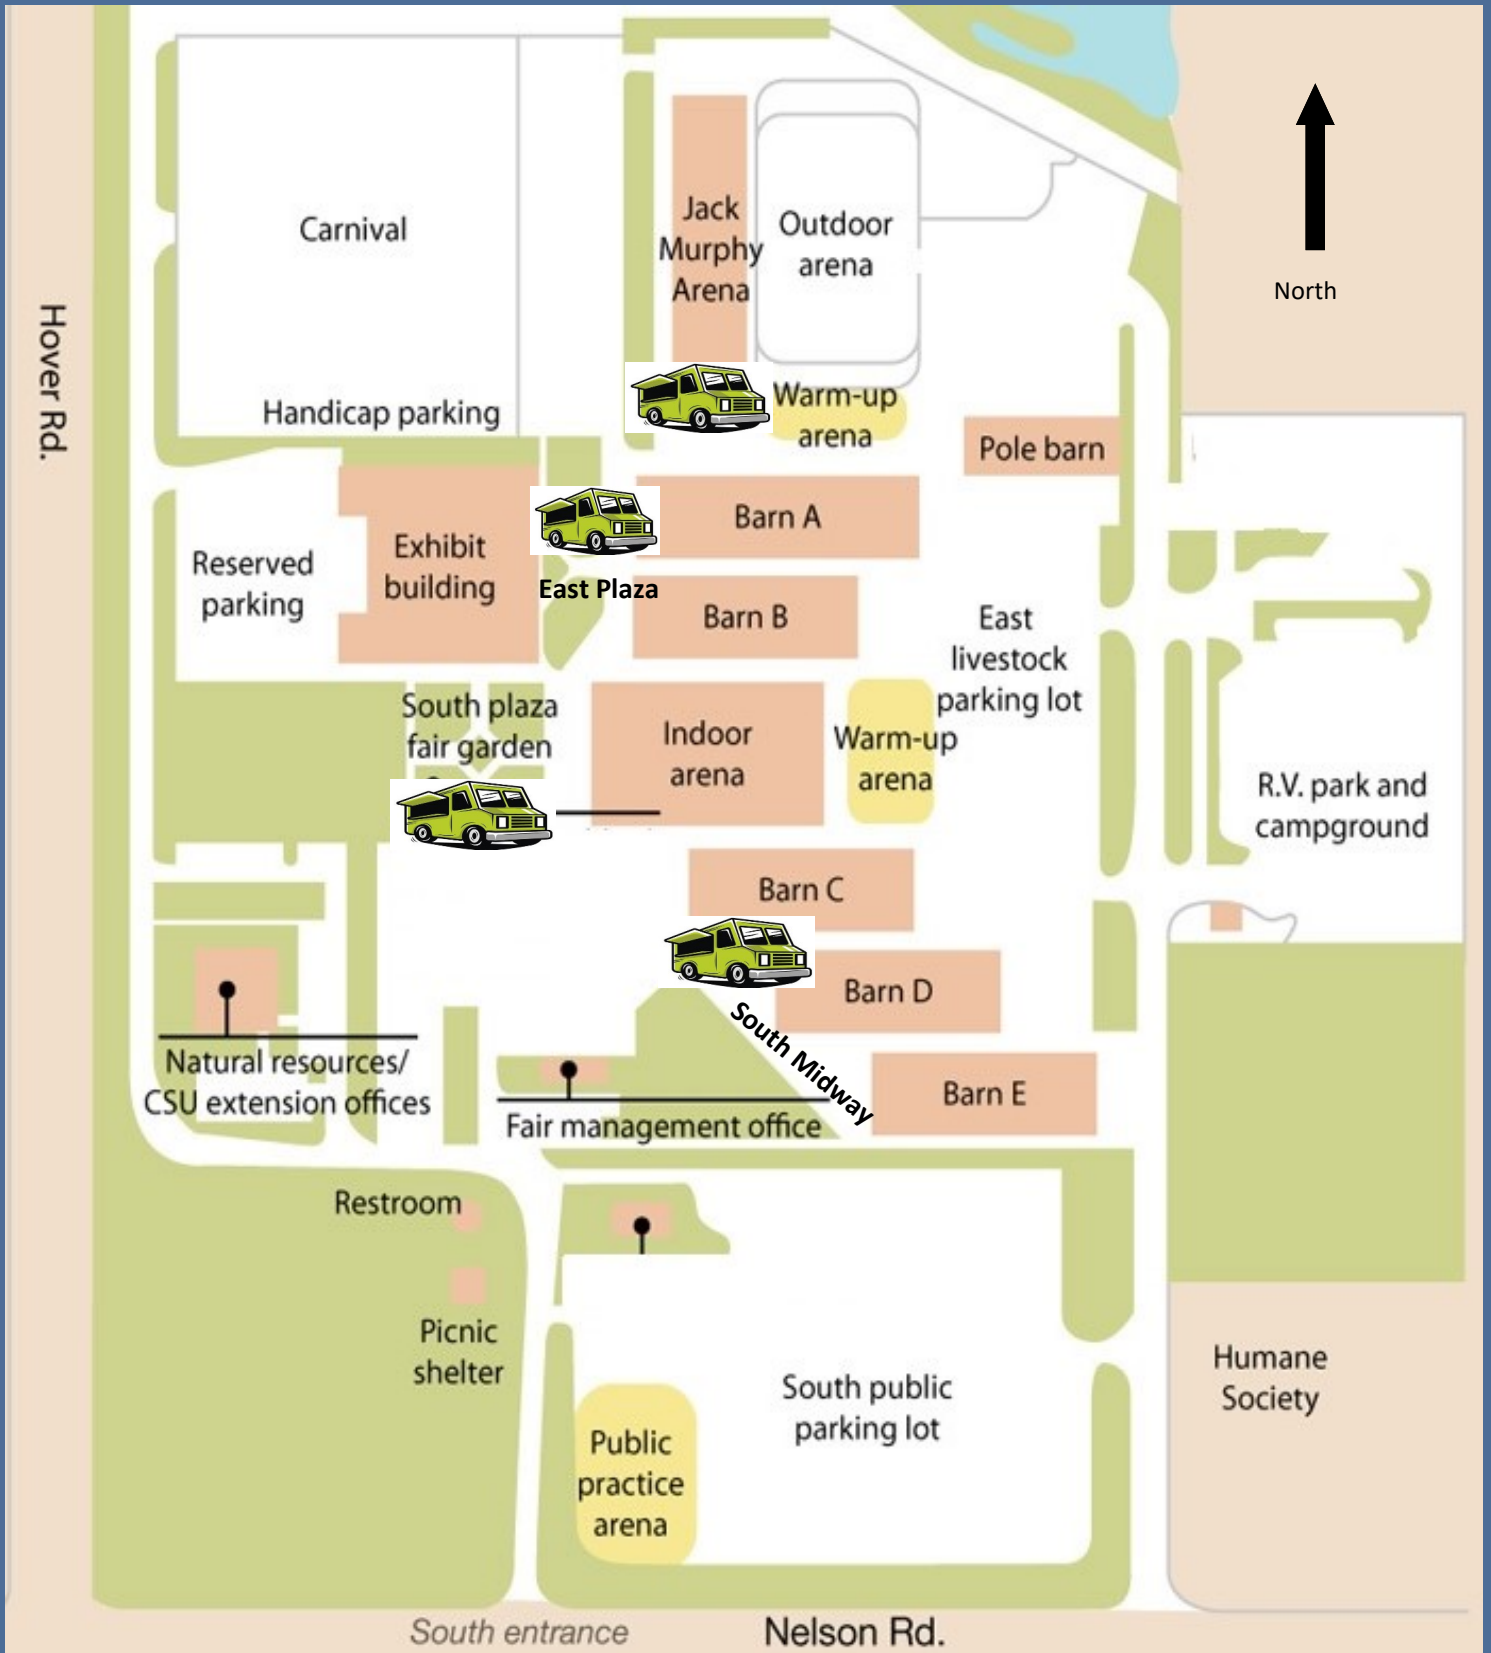 Carnival
Jack
Murphy
Arena
Outdoor
arena
North
Hover Rd.
Handicap parking
Warm-up
arena
Pole barn
Barn A
Exhibit
building
Reserved
parking
East Plaza
Barn B
East
livestock
parking lot
South plaza
fair garden
Indoor
arena
Warm-up
arena
R.V. park and
campground
Barn C
Barn D
South Midway
Natural resources/
CSU extension offices
Barn E
Fair management office
Restroom
Picnic
shelter
Humane
Society
South public
parking lot
Public
practice
arena
South entrance
Nelson Rd.